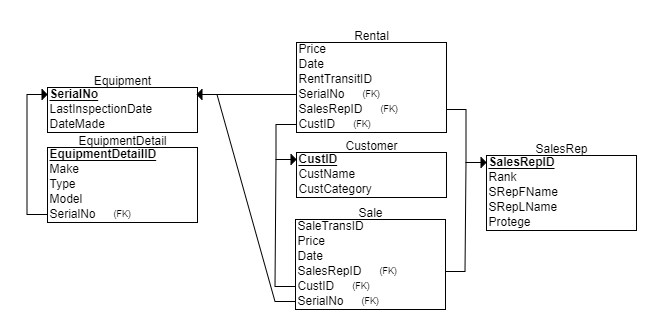 Rental
Price
Date
RentTransitID
SerialNo (FK)
SalesRepID (FK)
CustID (FK)
Equipment
SerialNo
LastInspectionDate
DateMade
EquipmentDetail
EquipmentDetailID
Make
Type
Model
SerialNo (FK)
Customer
CustID
CustName
CustCategory
SalesRep
SalesRepID
Rank
SRepFName
SRepLName
Protege
Sale
SaleTransID
Price
Date
SalesRepID (FK)
CustID (FK)
SerialNo (FK)